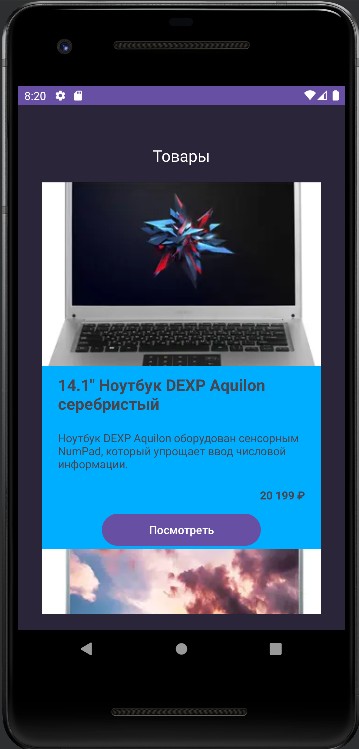 8:20
Товары
14.1" Ноутбук DEXP Aquilon
серебристый
Ноутбук DEXP Aquilon оборудован сенсорным
NumPad, который упрощает ввод числовой
информации.
20 199 ₽
Посмотреть